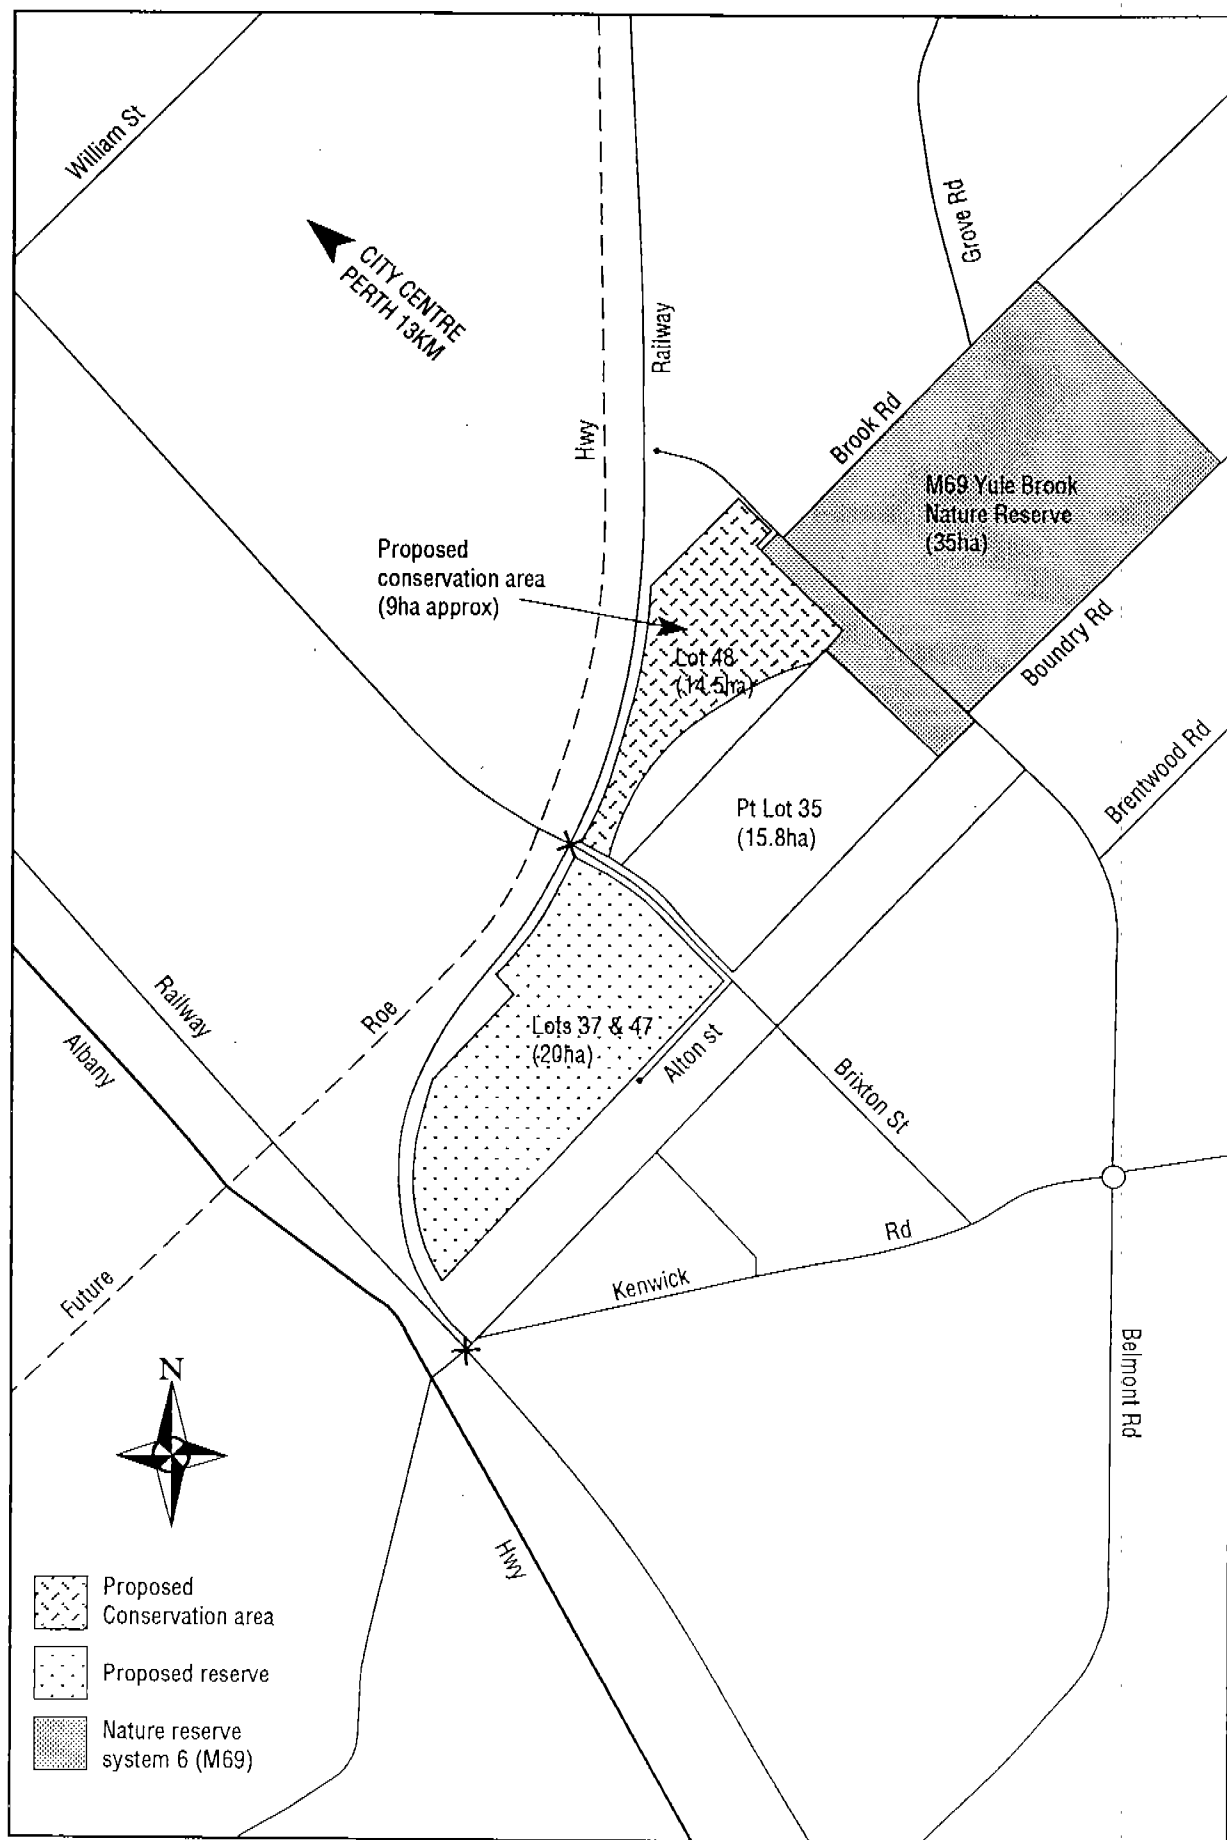 William St
CITY CENTRE
PERTH 13KM
Grove Rd
Railway
Hwy
Brook Rd
M69 Yule Brook
Nature Reserve
(35ha)
Proposed
conservation area
(9ha approx)
Boundry Rd
Lot 48
(14.5ha)
Brentwood Rd
Pt Lot 35
(15.8ha)
Railway
Roe
Albany
Lots 37 & 47
(20ha)
Alton st
Brixton St
Rd
Kenwick
Future
Belmont Rd
N
Hwy
Proposed
Conservation area
Proposed reserve
Nature reserve
system 6 (M69)